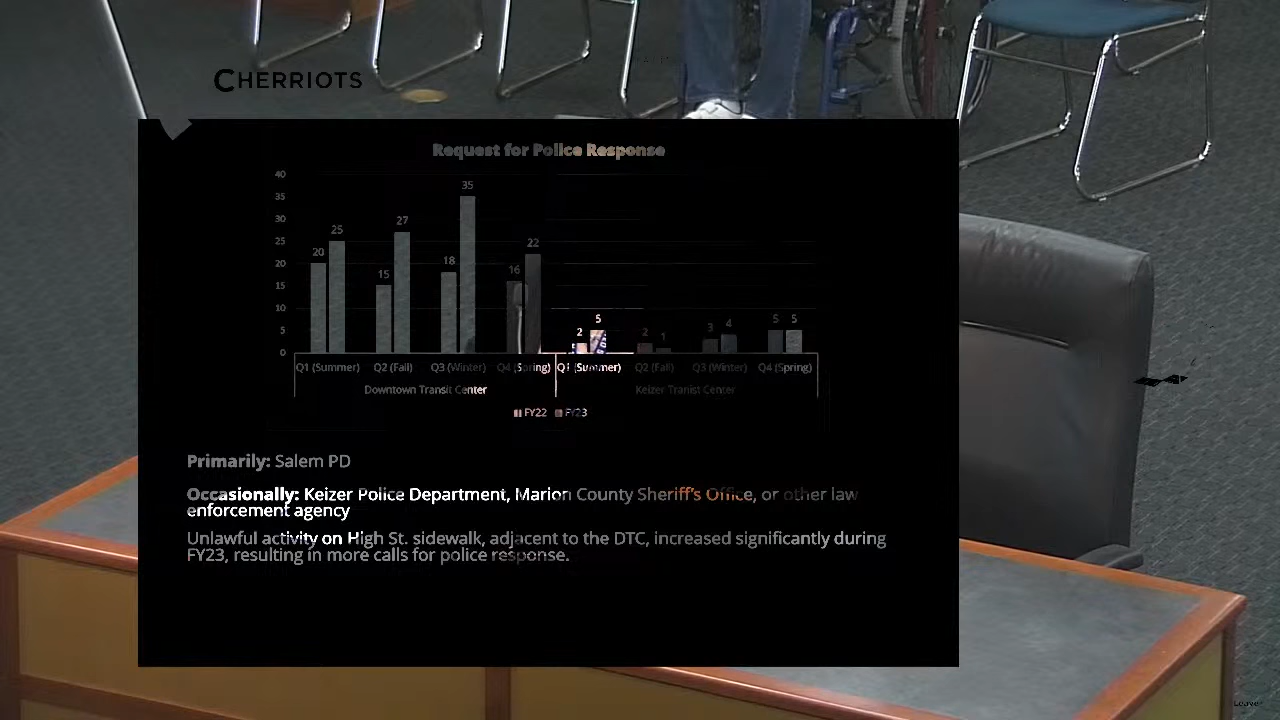 CHERRIOTS
Request for Police Response
40
35
30
25
20
15
10
5
0
20 25 15 27 18 35 16 22 2 5 2 1 3 4 5 5
Q1 (Summer) Q2 (Fall) Q3 (Winter) Q4 (Spring) Q1 (Summer) Q2 (Fall) Q3 (Winter) Q4 (Spring)
Downtown Transit Center Keizer Tranist Center
FY22 FY23
Primarily: Salem PD
Occasionally: Keizer Police Department, Marion County Sheriff's Office, or other law
enforcement agency
Unlawful activity on High St. sidewalk, adjacent to the DTC, increased significantly during
FY23, resulting in more calls for police response.
Leave